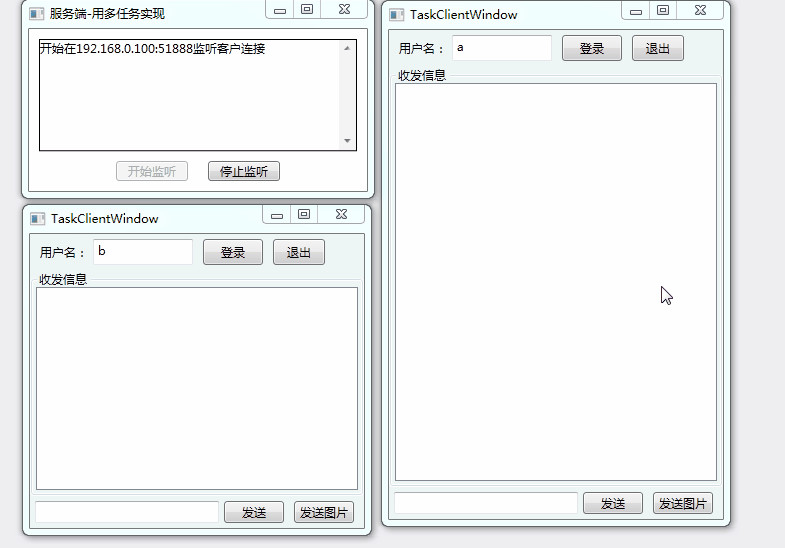 服务端-用多任务实现
开始在192.168.0.100:51888监听客户连接
开始监听
停止监听
TaskClientWindow
用户名： b
登录
退出
收发信息
发送
发送图片
TaskClientWindow
用户名： a
登录
退出
收发信息
发送
发送图片